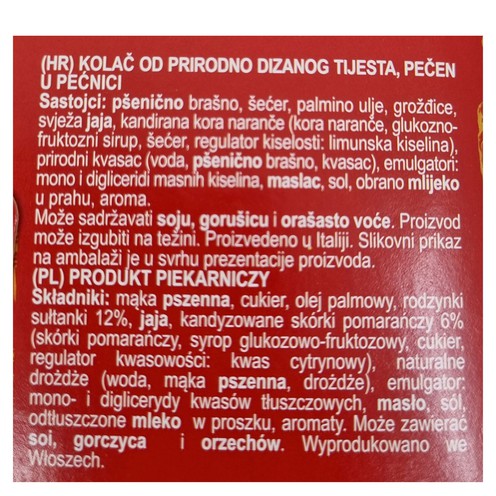 (HR) KOLAČ OD PRIRODNO DIZANOG TIJESTA, PEČEN
U PEĆNICI
Sastojci: pšenično brašno, šećer, palmino ulje, grožđice,
svježa jaja, kandirana kora naranče (kora naranče, glukozno-
fruktozni sirup, šećer, regulator kiselosti: limunska kiselina),
prirodni kvasac (voda, pšenično brašno, kvasac), emulgatori:
mono i digliceridi masnih kiselina, maslac, sol, obrano mlijeko
u prahu, aroma.
Može sadržavati soju, gorušicu i orašasto voće. Proizvod
može izgubiti na težini. Proizvedeno u Italiji. Slikovni prikaz
na ambalaži je u svrhu prezentacije proizvoda.
(PL) PRODUKT PIEKARNICZY
Składniki: mąka pszenna, cukier, olej palmowy, rodzynki
sułtanki 12%, jaja, kandyzowane skórki pomarańczy 6%
(skórki pomarańczy, syrop glukozowo-fruktozowy, cukier,
regulator kwasowości: kwas cytrynowy), naturalne
drożdże (woda, mąka pszenna, drożdże), emulgator:
mono- i diglicerydy kwasów tłuszczowych, masło, sól,
odtłuszczone mleko w proszku, aromaty. Może zawierać
soi, gorczyca i orzechów. Wyprodukowano we
Włoszech.